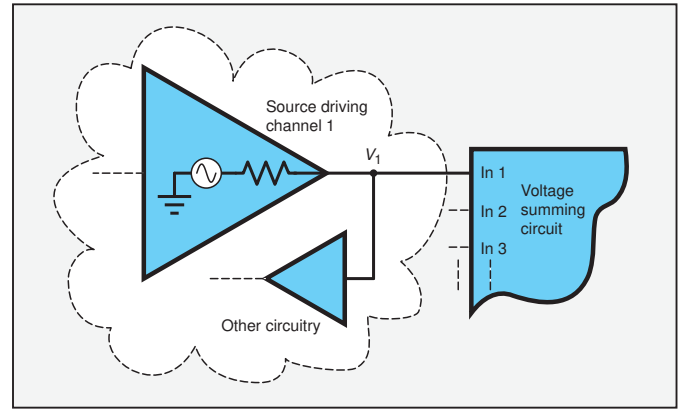 Source driving
channel 1
V1
In 1
Voltage
summing
circuit
In 2
In 3
Other circuitry